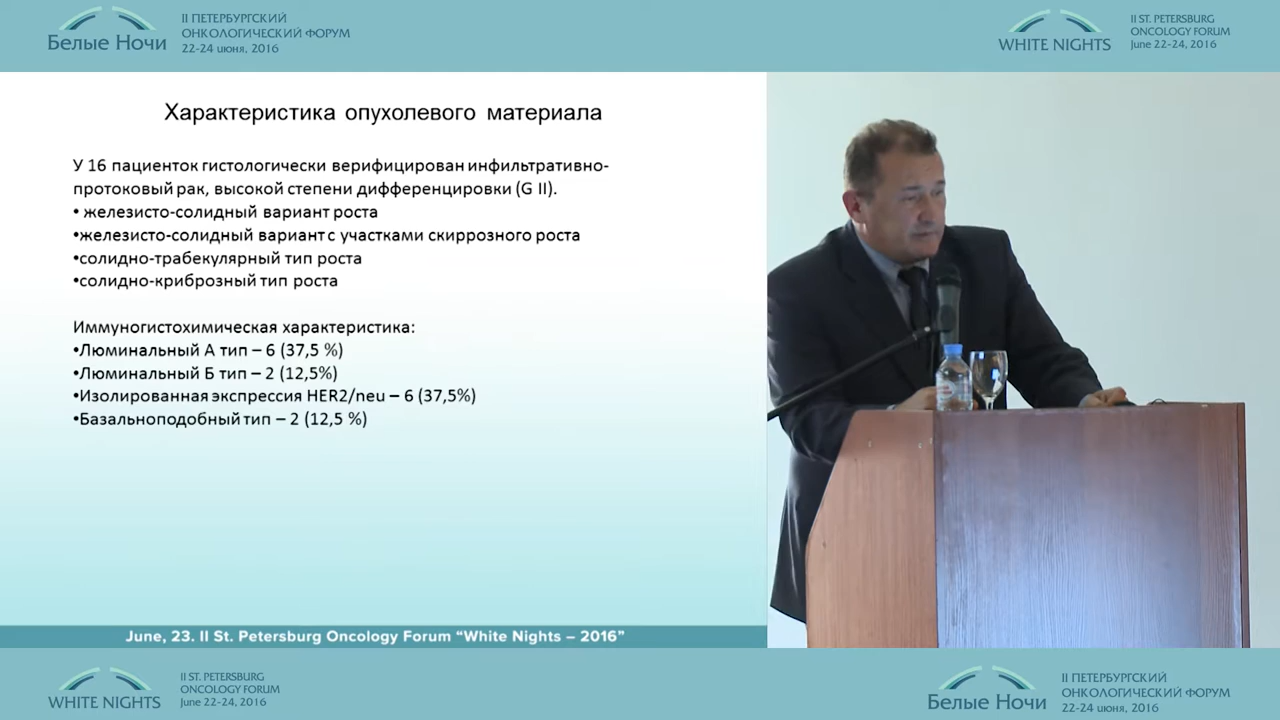 Белые Ночи
II ПЕТЕРБУРГСКИЙ
ОНКОЛОГИЧЕСКИЙ ФОРУМ
22-24 июня, 2016
WHITE NIGHTS
II ST. PETERSBURG
ONCOLOGY FORUM
June 22-24, 2016
Характеристика опухолевого материала
У 16 пациенток гистологически верифицирован инфильтративно-
протоковый рак, высокой степени дифференцировки (G II).
• железисто-солидный вариант роста
•железисто-солидный вариант с участками скиррозного роста
•солидно-трабекулярный тип роста
•солидно-криброзный тип роста
Иммуногистохимическая характеристика:
•Люминальный А тип – 6 (37,5 %)
•Люминальный Б тип – 2 (12,5%)
•Изолированная экспрессия HER2/neu – 6 (37,5%)
•Базальноподобный тип – 2 (12,5 %)
June, 23. II St. Petersburg Oncology Forum “White Nights – 2016”
WHITE NIGHTS
II ST. PETERSBURG
ONCOLOGY FORUM
June 22-24, 2016
Белые Ночи
II ПЕТЕРБУРГСКИЙ
ОНКОЛОГИЧЕСКИЙ ФОРУМ
22-24 июня, 2016